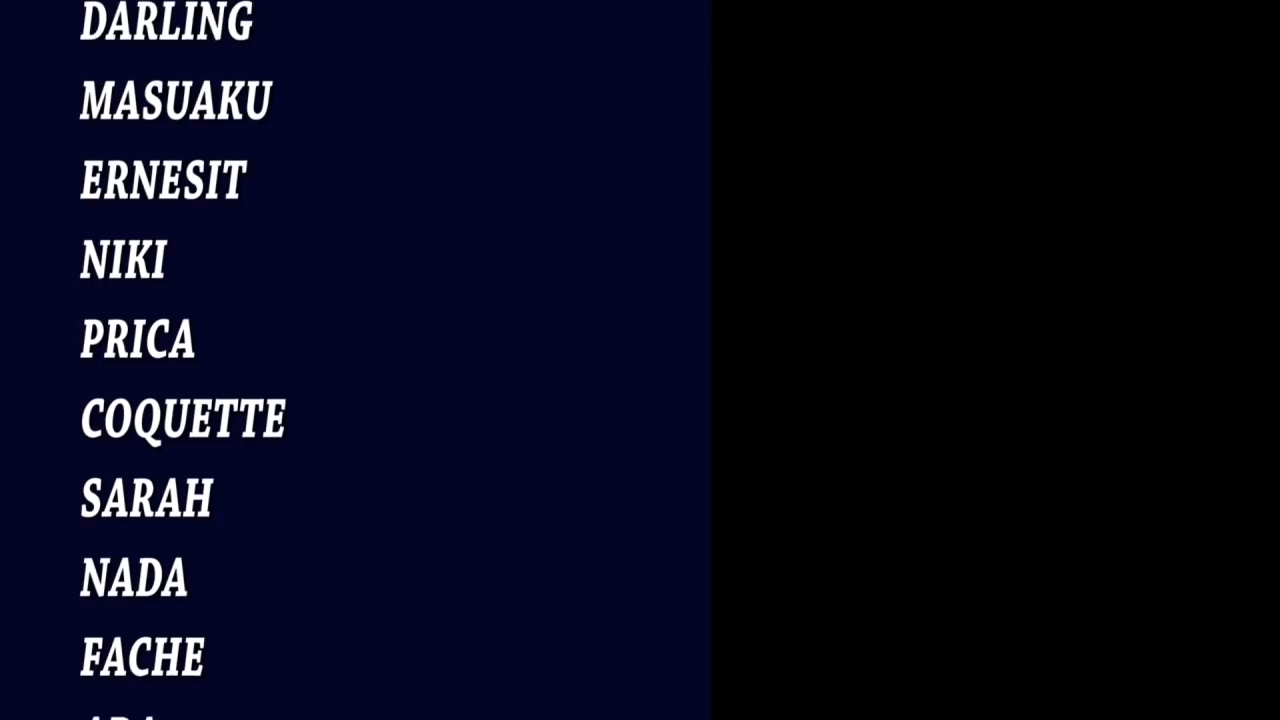 DARLING
MASUAKU
ERNESIT
NIKI
PRICA
COQUETTE
SARAH
NADA
FACHE